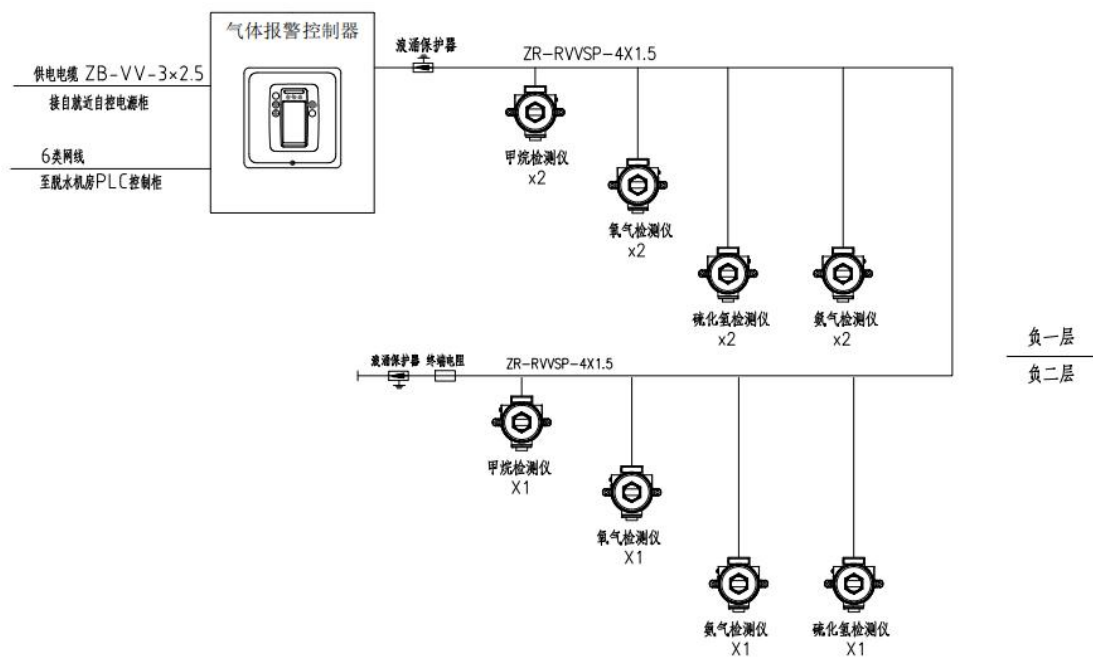 气体报警控制器
浪涌保护器
ZR-RVVSP-4X1.5
供电电缆 ZB-VV-3×2.5
接自就近自控电源柜
6类网线
至脱水机房PLC控制柜
甲烷检测仪
x2
氧气检测仪
x2
硫化氢检测仪
x2
氨气检测仪
x2
负一层
负二层
浪涌保护器
终端电阻
ZR-RVVSP-4X1.5
甲烷检测仪
X1
氧气检测仪
X1
氨气检测仪
X1
硫化氢检测仪
X1